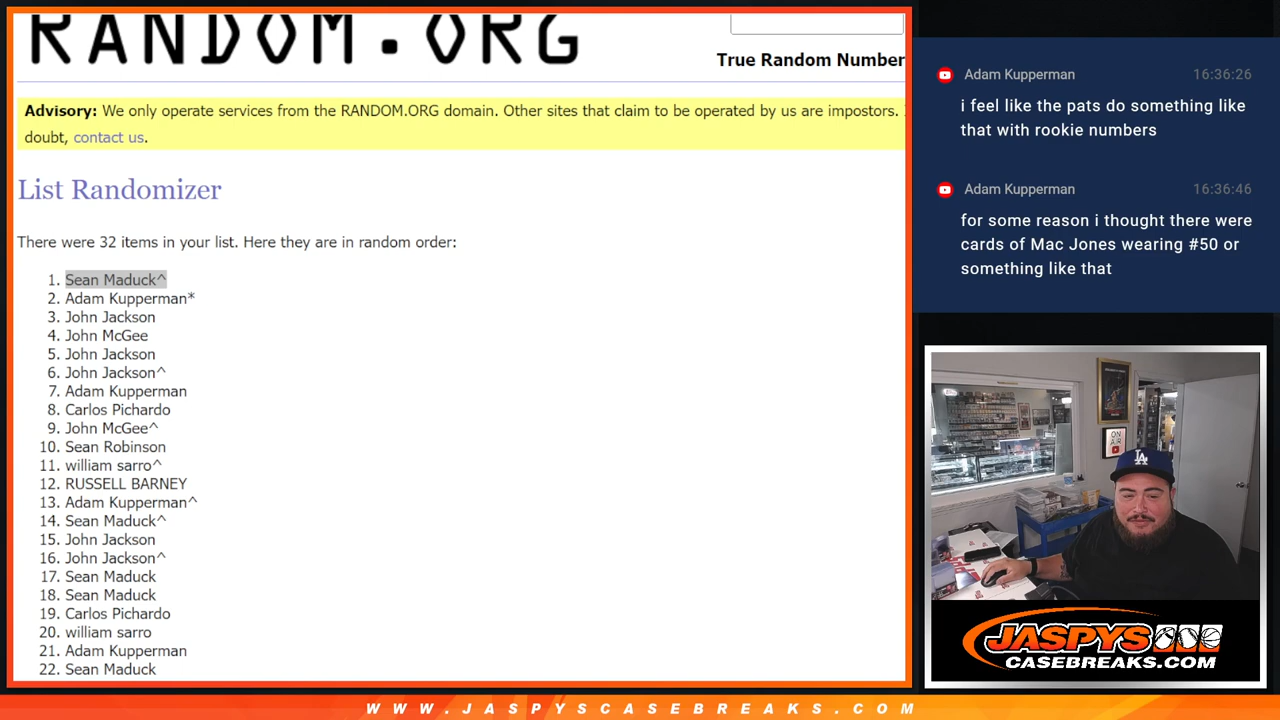 RANDOM.ORG
True Random Number
Advisory: We only operate services from the RANDOM.ORG domain. Other sites that claim to be operated by us are impostors.
doubt, contact us.
List Randomizer
There were 32 items in your list. Here they are in random order:
1. Sean Maduck^
2. Adam Kupperman*
3. John Jackson
4. John McGee
5. John Jackson
6. John Jackson^
7. Adam Kupperman
8. Carlos Pichardo
9. John McGee^
10. Sean Robinson
11. william sarro^
12. RUSSELL BARNEY
13. Adam Kupperman^
14. Sean Maduck^
15. John Jackson
16. John Jackson^
17. Sean Maduck
18. Sean Maduck
19. Carlos Pichardo
20. william sarro
21. Adam Kupperman
22. Sean Maduck
Adam Kupperman 16:36:26
i feel like the pats do something like
that with rookie numbers
Adam Kupperman 16:36:46
for some reason i thought there were
cards of Mac Jones wearing #50 or
something like that
ON
AIR
LA
JASPYS
CASEBREAKS.COM
WWW.JASPYSCASEBREAKS.COM